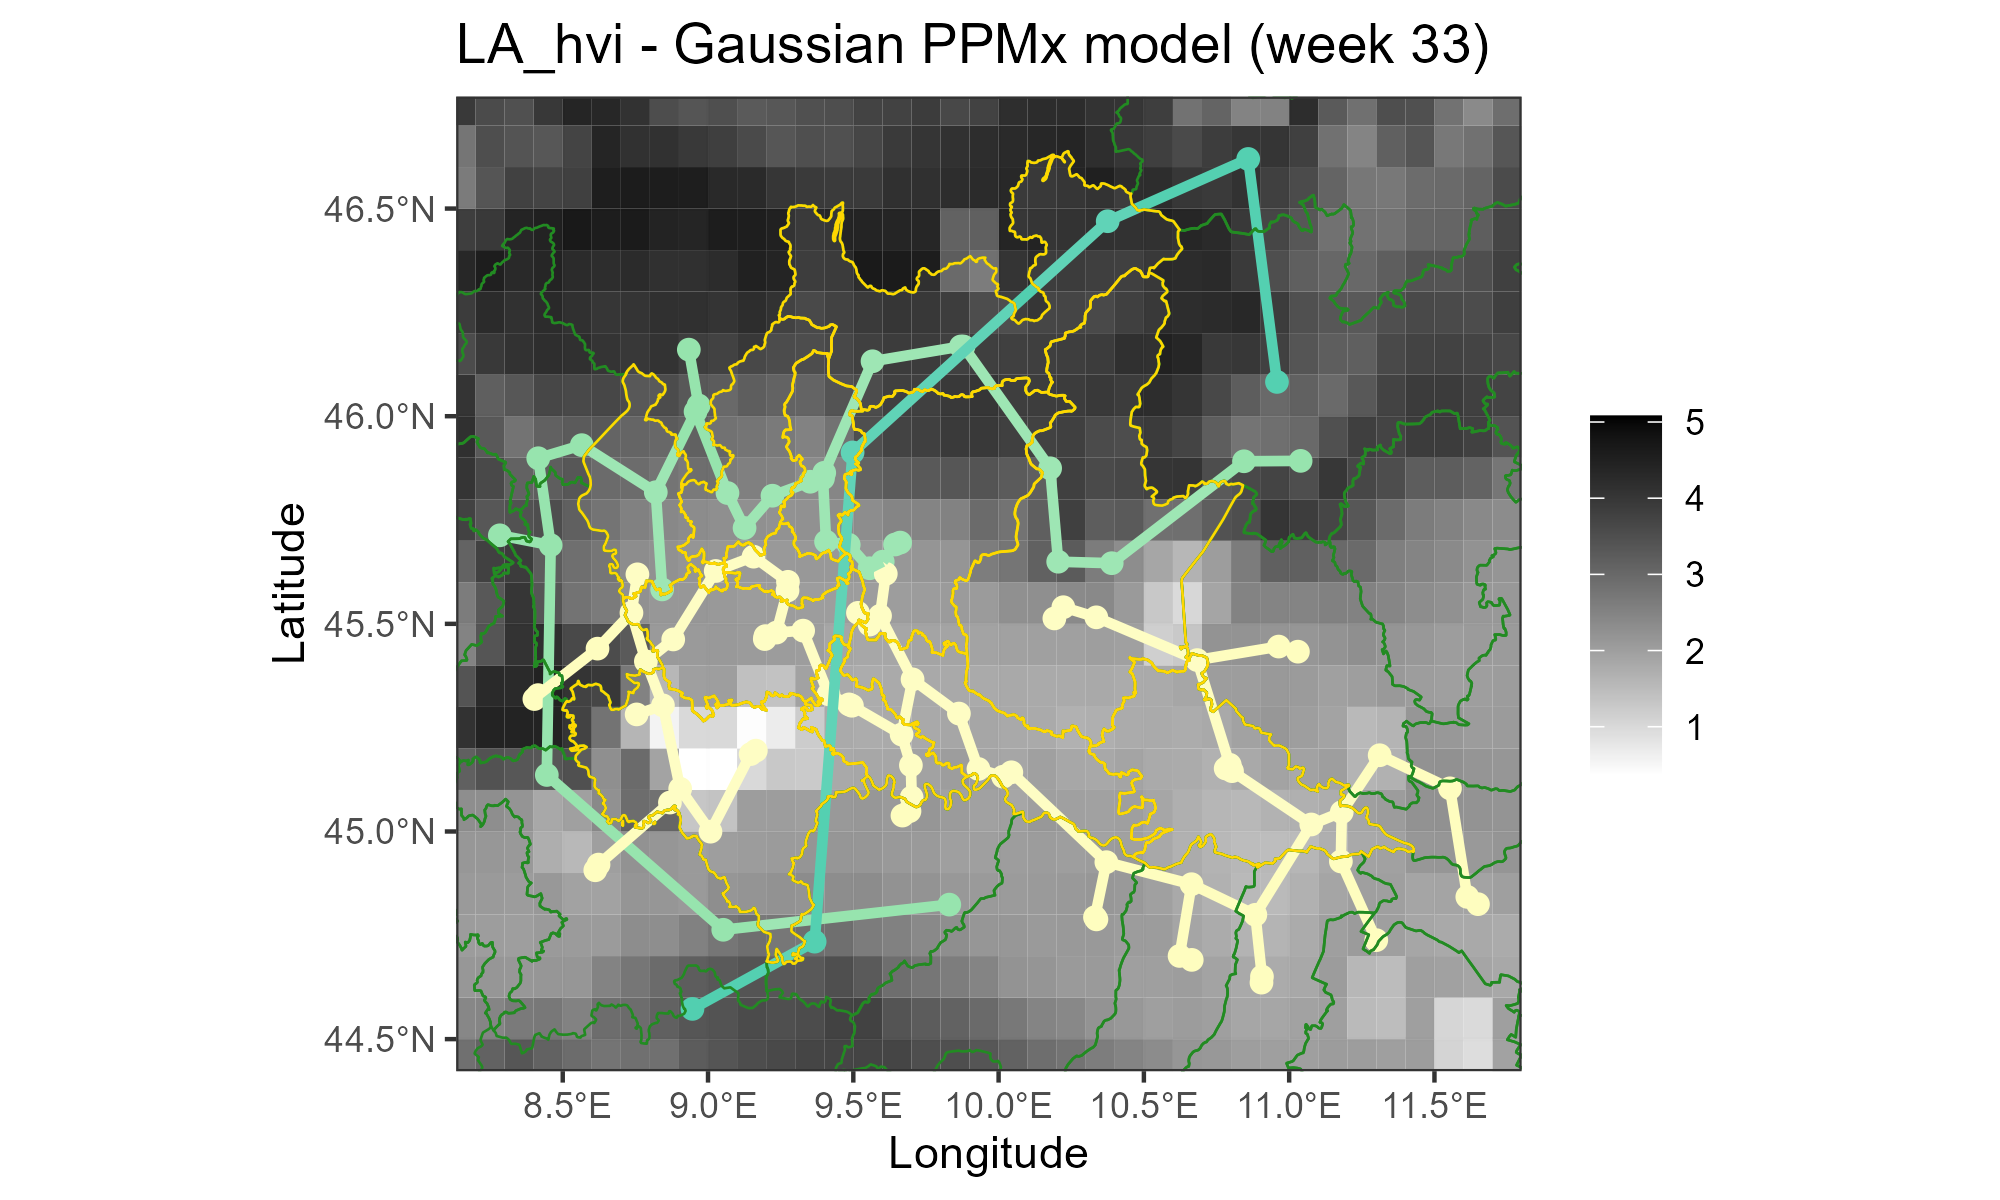 LA_hvi - Gaussian PPMx model (week 33)
46.5°N
46.0°N
45.5°N
45.0°N
44.5°N
Latitude
8.5°E 9.0°E 9.5°E 10.0°E 10.5°E 11.0°E 11.5°E
Longitude
5
4
3
2
1